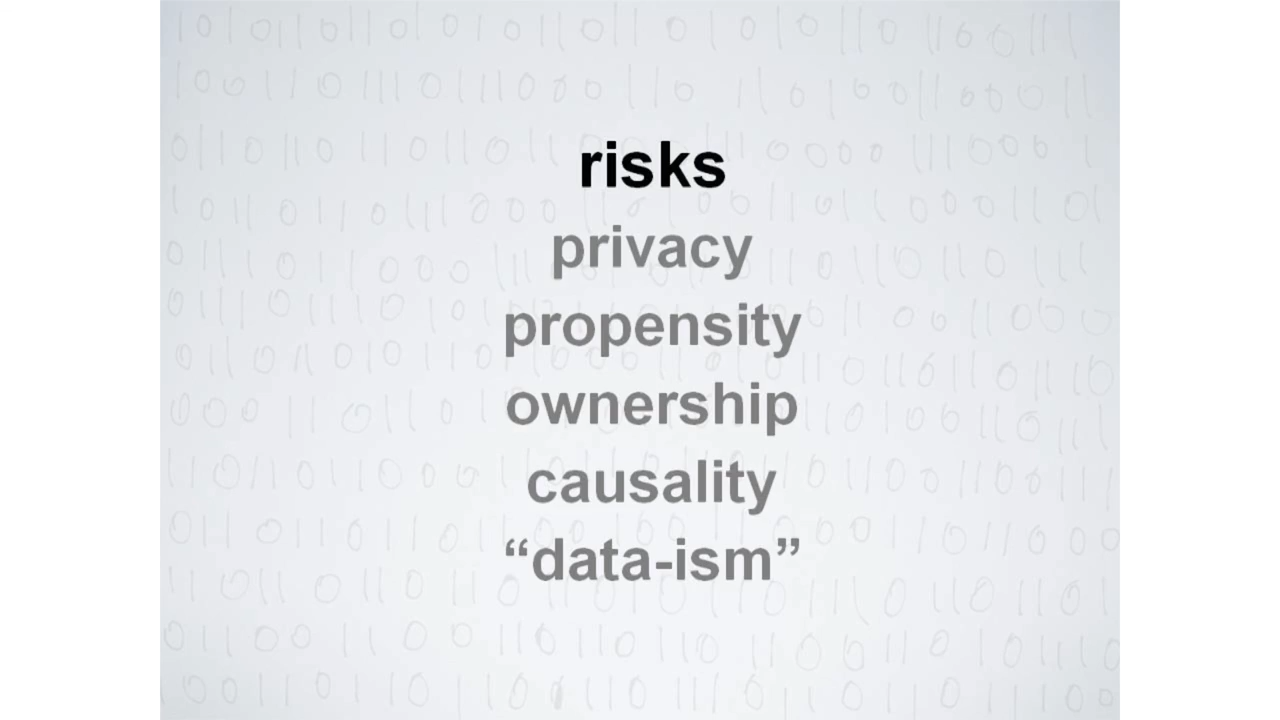 risks
privacy
propensity
ownership
causality
“data-ism”